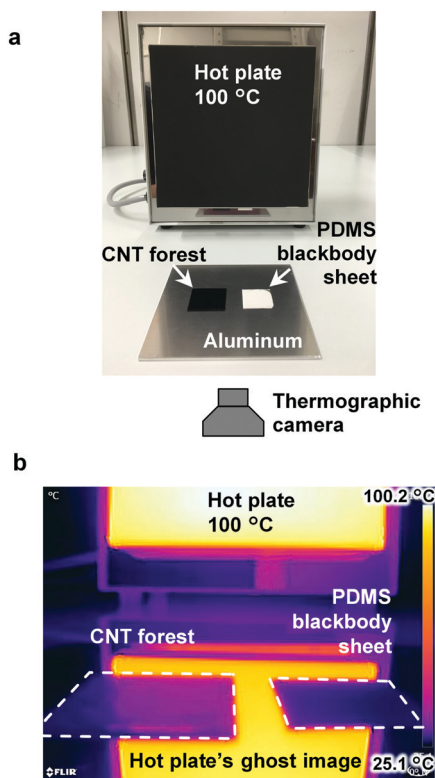 a
Hot plate
100 °C
CNT forest
PDMS
blackbody
sheet
Aluminum
Thermographic
camera
b
°C
Hot plate
100 °C
100.2 °C
CNT forest
PDMS
blackbody
sheet
Hot plate's ghost image
25.1 °C
FLIR